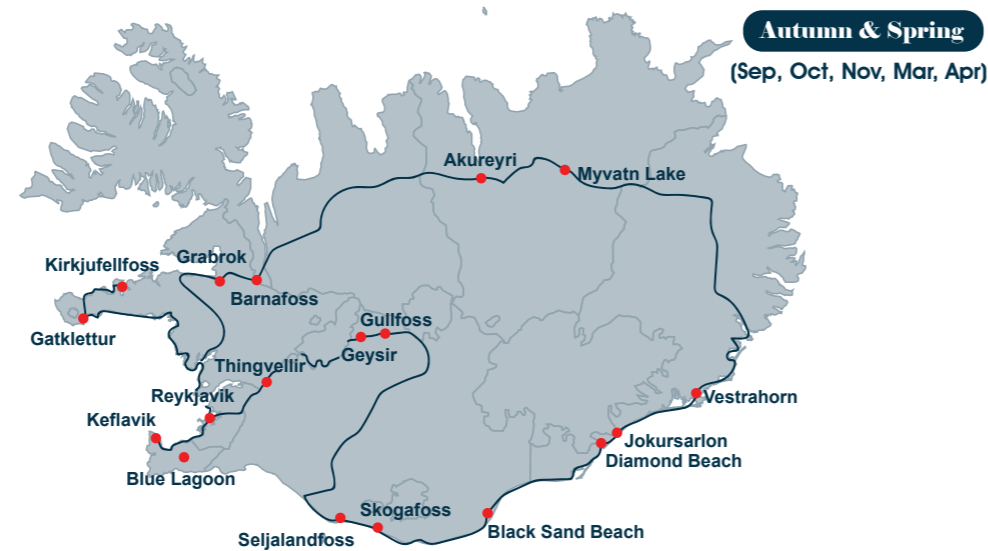 Autumn & Spring
(Sep, Oct, Nov, Mar, Apr)
Akureyri
Myvatn Lake
Grabrok
Kirkjufellfoss
Barnafoss
Gullfoss
Gatklettur
Geysir
Thingvellir
Reykjavik
Vestrahorn
Keflavik
Jokursarlon
Diamond Beach
Blue Lagoon
Skogafoss
Black Sand Beach
Seljalandfoss